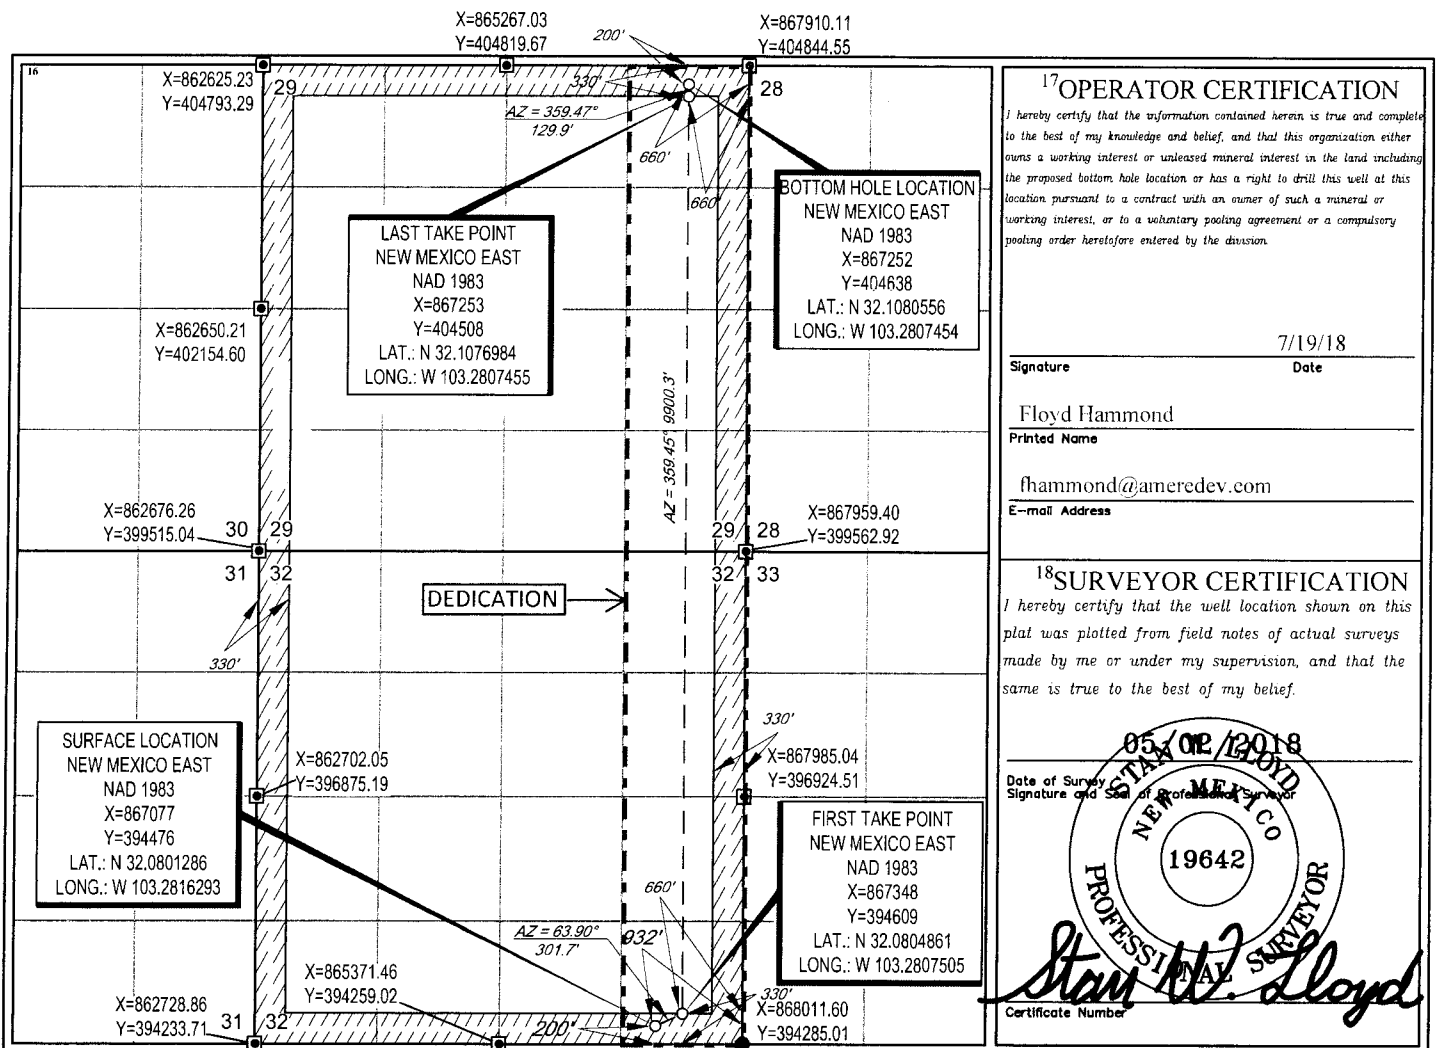 X=865267.03
Y=404819.67
200'
X=867910.11
Y=404844.55
16
X=862625.23
Y=404793.29
29
330'
28
AZ = 359.47°
129.9'
660'
660'
LAST TAKE POINT
NEW MEXICO EAST
NAD 1983
X=867253
Y=404508
LAT.: N 32.1076984
LONG.: W 103.2807455
BOTTOM HOLE LOCATION
NEW MEXICO EAST
NAD 1983
X=867252
Y=404638
LAT.: N 32.1080556
LONG.: W 103.2807454
X=862650.21
Y=402154.60
AZ = 359.45° 9900.3'
X=862676.26
Y=399515.04
30 29
31 32
29 28
32 33
X=867959.40
Y=399562.92
DEDICATION
330'
SURFACE LOCATION
NEW MEXICO EAST
NAD 1983
X=867077
Y=394476
LAT.: N 32.0801286
LONG.: W 103.2816293
X=862702.05
Y=396875.19
330'
X=867985.04
Y=396924.51
FIRST TAKE POINT
NEW MEXICO EAST
NAD 1983
X=867348
Y=394609
LAT.: N 32.0804861
LONG.: W 103.2807505
660'
AZ = 63.90°
301.7'
932'
X=865371.46
Y=394259.02
200'
330'
X=862728.86
Y=394233.71
31 32
X=868011.60
Y=394285.01
17 OPERATOR CERTIFICATION
I hereby certify that the information contained herein is true and complete
to the best of my knowledge and belief, and that this organization either
owns a working interest or unleased mineral interest in the land including
the proposed bottom hole location or has a right to drill this well at this
location pursuant to a contract with an owner of such a mineral or
working interest, or to a voluntary pooling agreement or a compulsory
pooling order heretofore entered by the division
7/19/18
Signature Date
Floyd Hammond
Printed Name
fhammond@ameredev.com
E-mail Address
18 SURVEYOR CERTIFICATION
I hereby certify that the well location shown on this
plat was plotted from field notes of actual surveys
made by me or under my supervision, and that the
same is true to the best of my belief.
05/02/2018
Date of Survey
Signature and Seal of Professional Surveyor
STAN W. LLOYD
NEW MEXICO
19642
PROFESSIONAL SURVEYOR
Stan W. Lloyd
Certificate Number